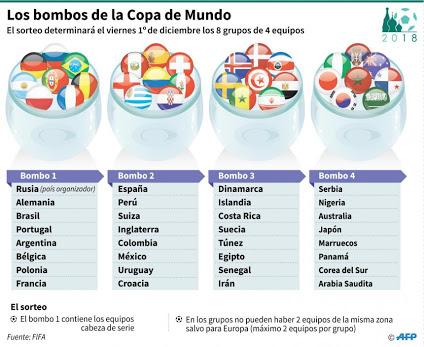 Los bombos de la Copa de Mundo
El sorteo determinará el viernes 1º de diciembre los 8 grupos de 4 equipos
2018
Bombo 1
Rusia (país organizador)
Alemania
Brasil
Portugal
Argentina
Bélgica
Polonia
Francia
Bombo 2
España
Perú
Suiza
Inglaterra
Colombia
México
Uruguay
Croacia
Bombo 3
Dinamarca
Islandia
Costa Rica
Suecia
Túnez
Egipto
Senegal
Irán
Bombo 4
Serbia
Nigeria
Australia
Japón
Marruecos
Panamá
Corea del Sur
Arabia Saudita
El sorteo
El bombo 1 contiene los equipos
cabeza de serie
En los grupos no pueden haber 2 equipos de la misma zona
salvo para Europa (máximo 2 equipos por grupo)
Fuente: FIFA
© AFP